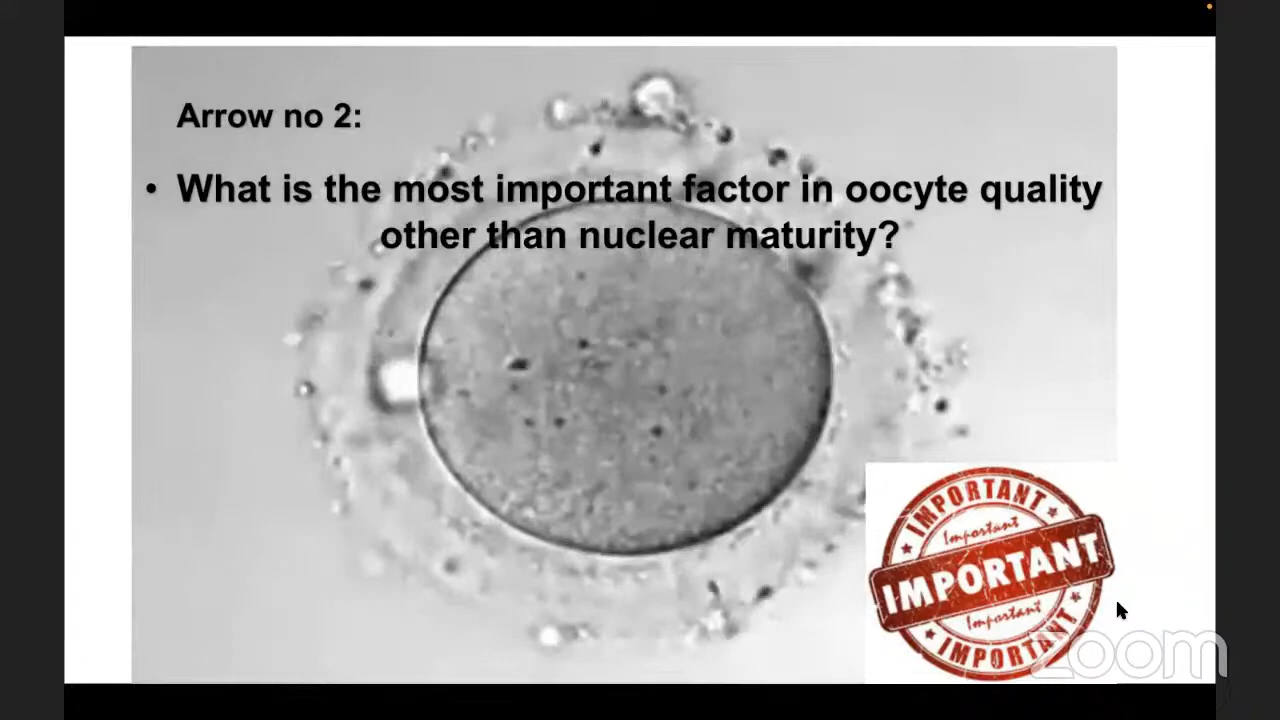 Arrow no 2:
• What is the most important factor in oocyte quality
other than nuclear maturity?
IMPORTANT
Important
IMPORTANT
Important
IMPORTANT
zoom